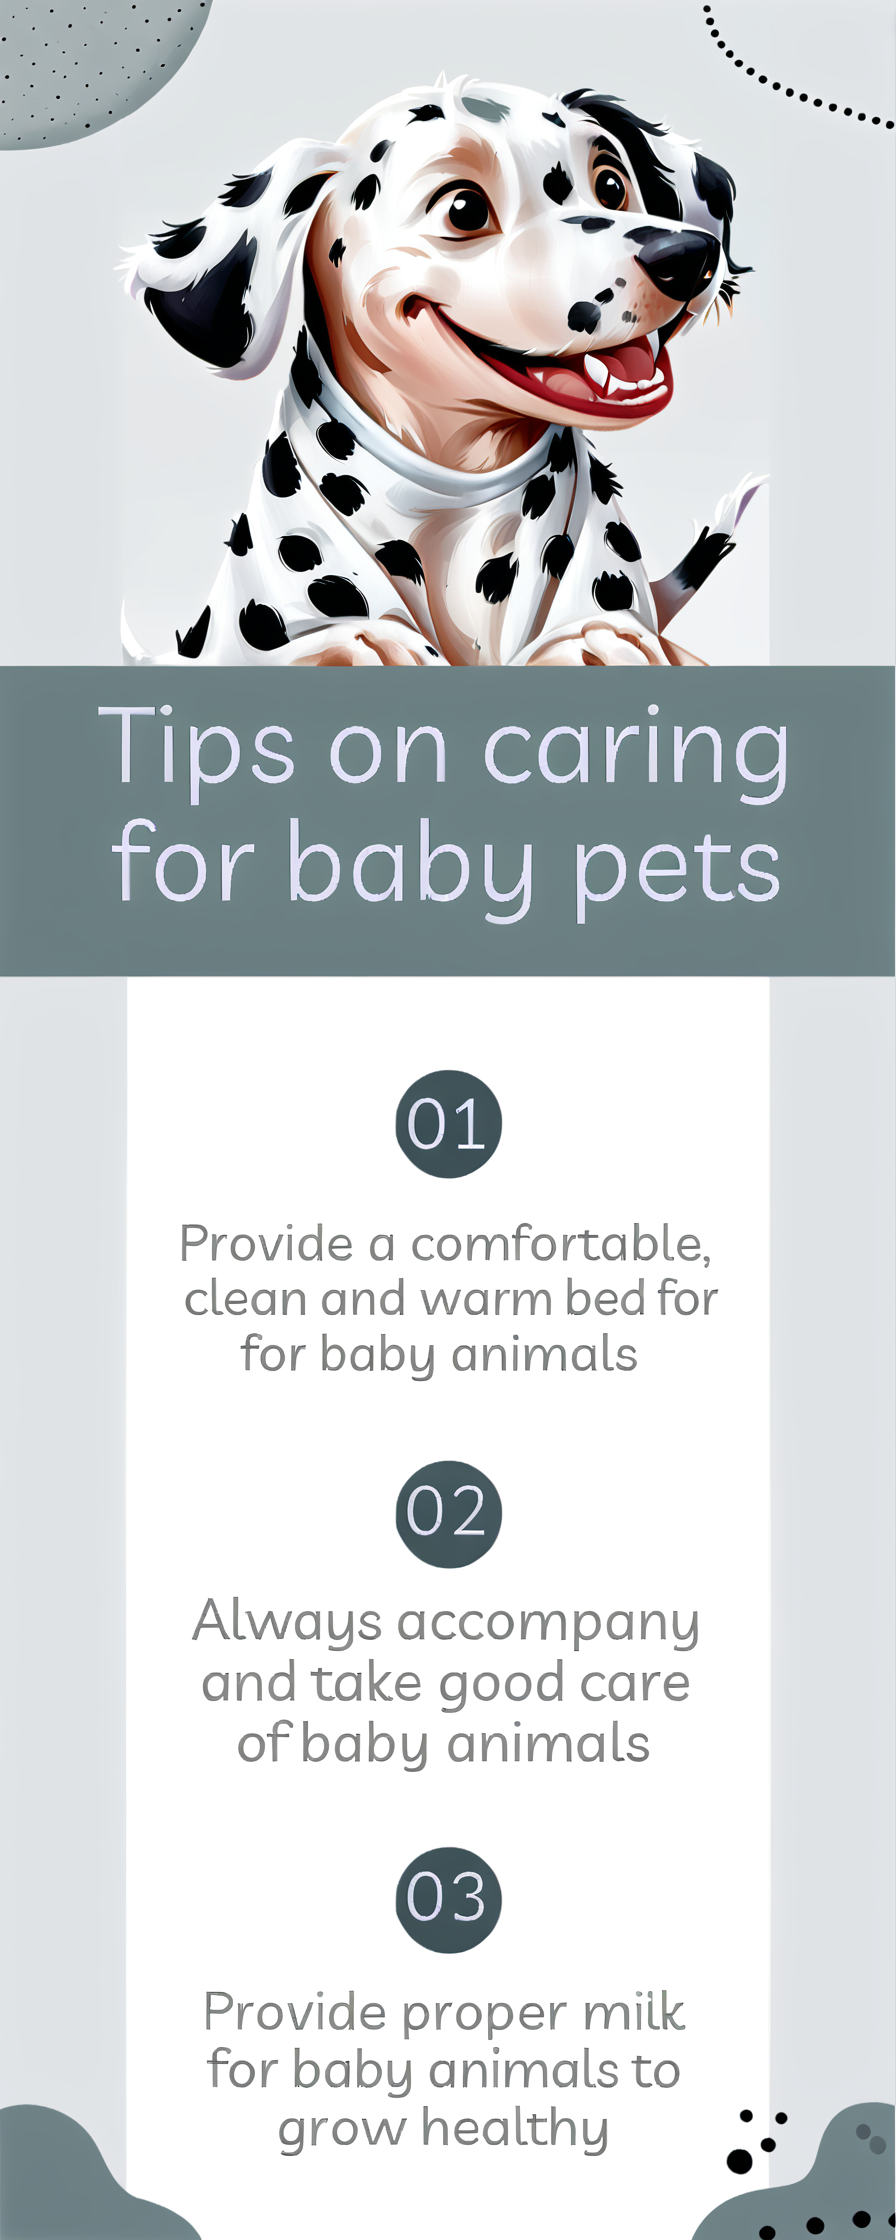 Tips on caring
for baby pets
01
Provide a comfortable,
clean and warm bed for
for baby animals
02
Always accompany
and take good care
of baby animals
03
Provide proper milk
for baby animals to
grow healthy